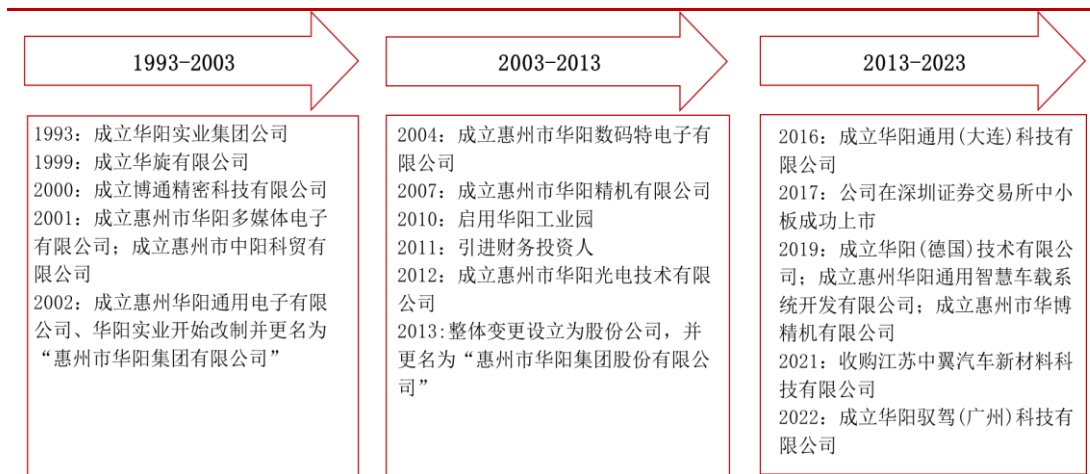 1993-2003
1993：成立华阳实业集团公司
1999：成立华旋有限公司
2000：成立博通精密科技有限公司
2001：成立惠州市华阳多媒体电子
有限公司；成立惠州市中阳科贸有
限公司
2002：成立惠州华阳通用电子有限
公司、华阳实业开始改制并更名为
“惠州市华阳集团有限公司”
2003-2013
2004：成立惠州市华阳数码特电子有
限公司
2007：成立惠州市华阳精机有限公司
2010：启用华阳工业园
2011：引进财务投资人
2012：成立惠州市华阳光电技术有限
公司
2013:整体变更设立为股份公司，并
更名为“惠州市华阳集团股份有限公
司”
2013-2023
2016：成立华阳通用(大连)科技有
限公司
2017：公司在深圳证券交易所中小
板成功上市
2019：成立华阳(德国)技术有限公
司；成立惠州华阳通用智慧车载系
统开发有限公司；成立惠州市华博
精机有限公司
2021：收购江苏中翼汽车新材料科
技有限公司
2022：成立华阳驭驾(广州)科技有
限公司